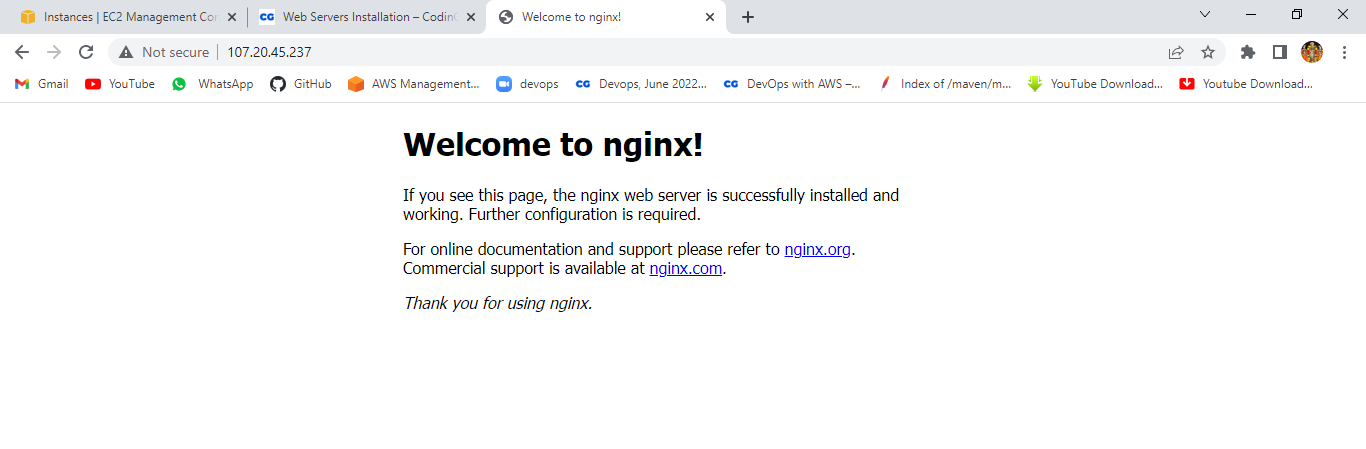 Instances | EC2 Management Con
Web Servers Installation – CodinG
Welcome to nginx!
Not secure
107.20.45.237
Gmail
YouTube
WhatsApp
GitHub
AWS Management...
devops
CG Devops, June 2022...
CG DevOps with AWS –...
Index of /maven/m...
YouTube Download...
Youtube Download...
Welcome to nginx!
If you see this page, the nginx web server is successfully installed and
working. Further configuration is required.
For online documentation and support please refer to nginx.org.
Commercial support is available at nginx.com.
Thank you for using nginx.